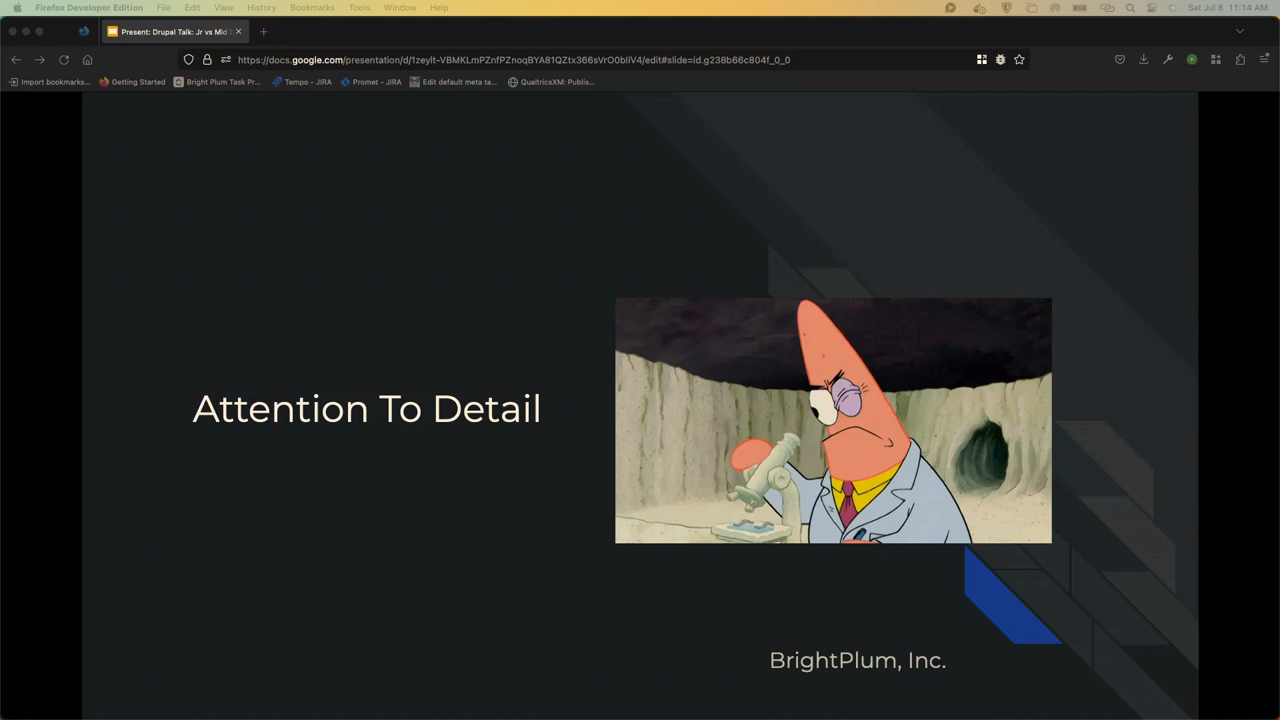 Firefox Developer Edition File Edit View History Bookmarks Tools Window Help Sat Jul 8 11:14 AM
Present: Drupal Talk: Jr vs Mid
https://docs.google.com/presentation/d/1zeylt-VBMKLmPZnfPZnoqBYA81QZtx366sVrO0bliV4/edit#slide=id.g238b66c804f_0_0
Import bookmarks... Getting Started Bright Plum Task Pr... Tempo - JIRA Promet - JIRA Edit default meta ta... QualtricsXM: Publis...
Attention To Detail
BrightPlum, Inc.